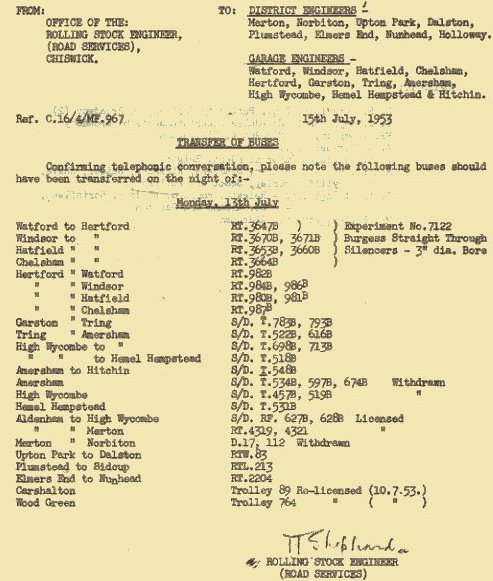 FROM: TO: DISTRICT ENGINEERS
OFFICE OF THE: Merton, Norbiton, Upton Park, Dalston,
ROLLING STOCK ENGINEER, Plumstead, Elmers End, Nunhead, Holloway.
(ROAD SERVICES),
CHISWICK. GARAGE ENGINEERS -
Watford, Windsor, Hatfield, Chelsham,
Hertford, Garston, Tring, Amersham,
High Wycombe, Hemel Hempstead & Hitchin.
Ref. C.16/4/MF.967 15th July, 1953
TRANSFER OF BUSES
Confirming telephonic conversation, please note the following buses should
have been transferred on the night of:-
Monday, 13th July
Watford to Hertford RT.3647B ) ) Experiment No.7122
Windsor to " RT.3670B, 3671B ) Burgess Straight Through
Hatfield " " RT.3653B, 3660B ) Silencers - 3" dia. Bore
Chelsham " " RT.3664B )
Hertford " Watford RT.982B
" " Windsor RT.984B, 986B
" " Hatfield RT.980B, 981B
" " Chelsham RT.987B
Garston " Tring S/D. T.783B, 793B
Tring " Amersham S/D. T.522B, 616B
High Wycombe to " S/D. T.698B, 713B
" " to Hemel Hempstead S/D. T.518B
Amersham to Hitchin S/D. T.548B
Amersham S/D. T.534B, 597B, 674B Withdrawn
High Wycombe S/D. T.457B, 519B "
Hemel Hempstead S/D. T.531B
Aldenham to High Wycombe S/D. RF. 627B, 628B Licensed
" " Merton RT.4319, 4321 "
Merton " Norbiton D.17, 112 Withdrawn
Upton Park to Dalston RTW.83
Plumstead to Sidcup RTL.213
Elmers End to Nunhead RT.2204
Carshalton Trolley 89 Re-licensed (10.7.53.)
Wood Green Trolley 764 " ( " )
ROLLING STOCK ENGINEER
(ROAD SERVICES)